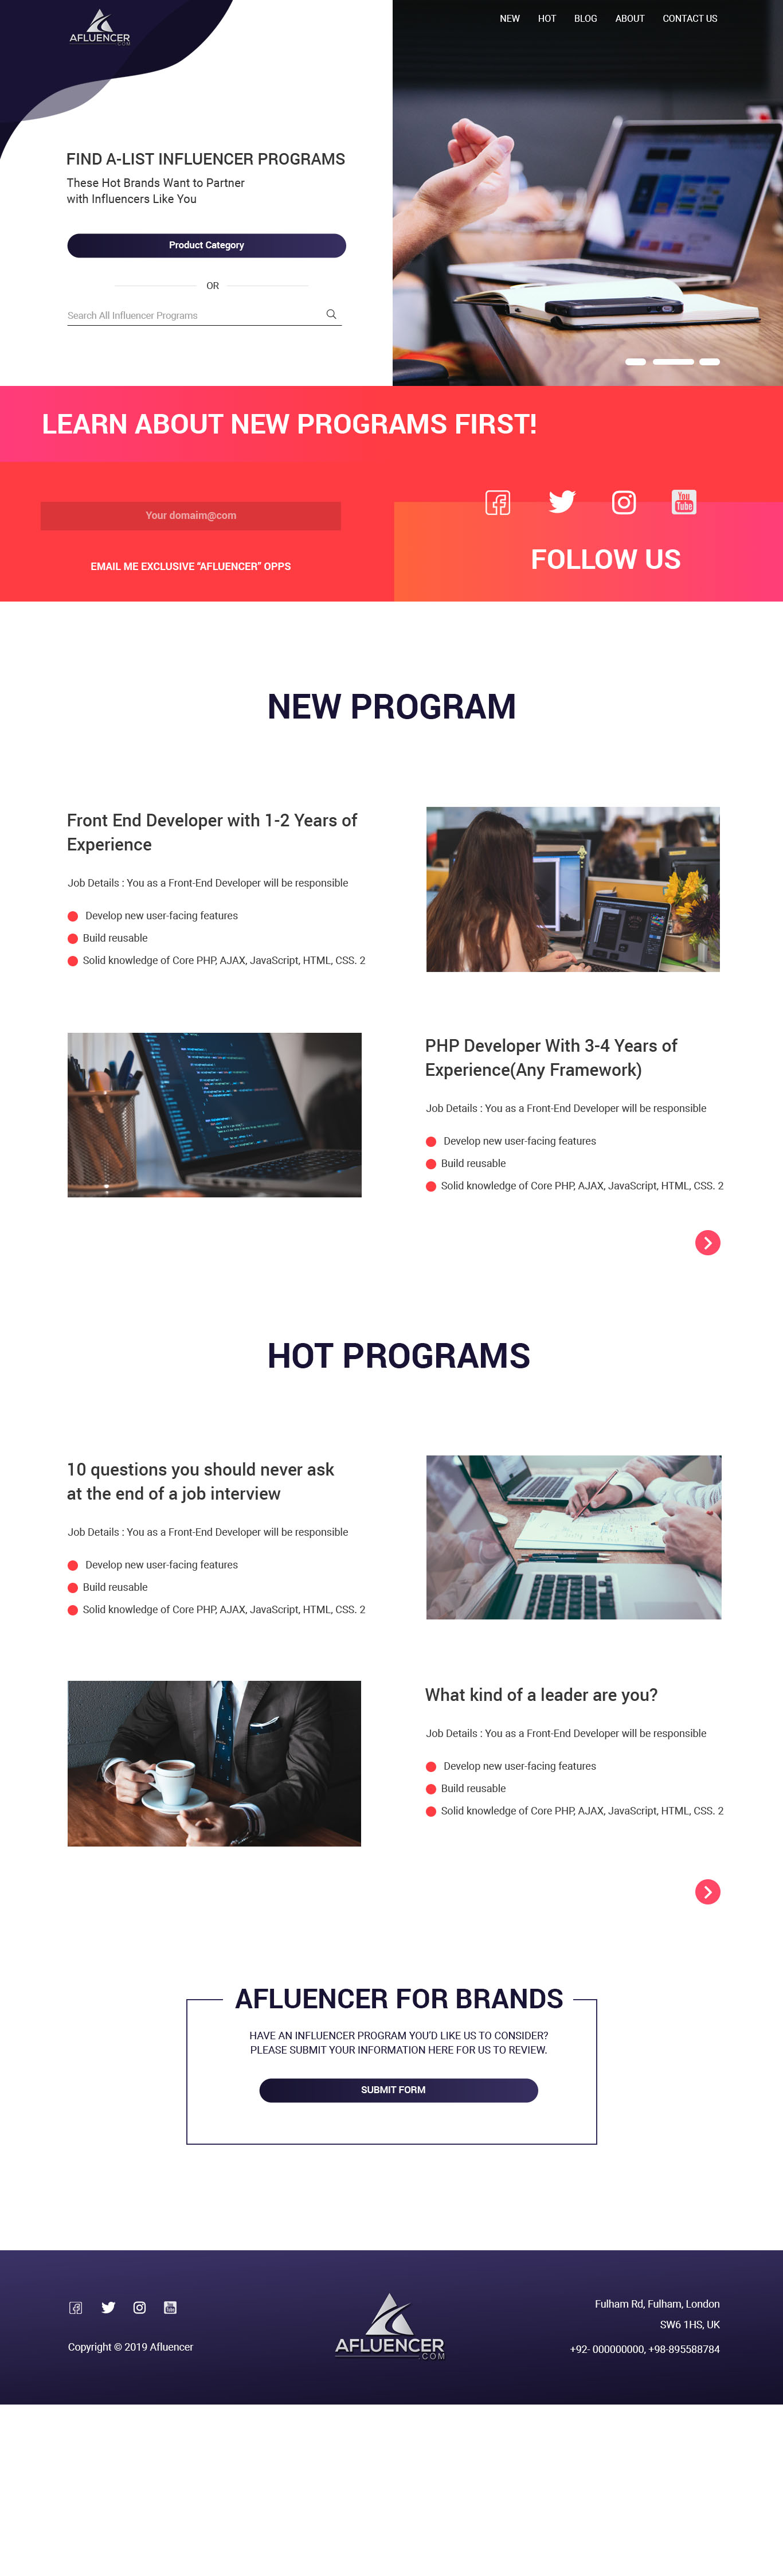 AFLUENCER
.COM
NEW HOT BLOG ABOUT CONTACT US
FIND A-LIST INFLUENCER PROGRAMS
These Hot Brands Want to Partner
with Influencers Like You
Product Category
OR
Search All Influencer Programs
LEARN ABOUT NEW PROGRAMS FIRST!
Your domaim@com
EMAIL ME EXCLUSIVE “AFLUENCER” OPPS
You
Tube
FOLLOW US
NEW PROGRAM
Front End Developer with 1-2 Years of
Experience
Job Details : You as a Front-End Developer will be responsible
Develop new user-facing features
Build reusable
Solid knowledge of Core PHP, AJAX, JavaScript, HTML, CSS. 2
PHP Developer With 3-4 Years of
Experience(Any Framework)
Job Details : You as a Front-End Developer will be responsible
Develop new user-facing features
Build reusable
Solid knowledge of Core PHP, AJAX, JavaScript, HTML, CSS. 2
HOT PROGRAMS
10 questions you should never ask
at the end of a job interview
Job Details : You as a Front-End Developer will be responsible
Develop new user-facing features
Build reusable
Solid knowledge of Core PHP, AJAX, JavaScript, HTML, CSS. 2
What kind of a leader are you?
Job Details : You as a Front-End Developer will be responsible
Develop new user-facing features
Build reusable
Solid knowledge of Core PHP, AJAX, JavaScript, HTML, CSS. 2
AFLUENCER FOR BRANDS
HAVE AN INFLUENCER PROGRAM YOU’D LIKE US TO CONSIDER?
PLEASE SUBMIT YOUR INFORMATION HERE FOR US TO REVIEW.
SUBMIT FORM
You
Tube
Copyright © 2019 Afluencer
AFLUENCER
.COM
Fulham Rd, Fulham, London
SW6 1HS, UK
+92- 000000000, +98-895588784